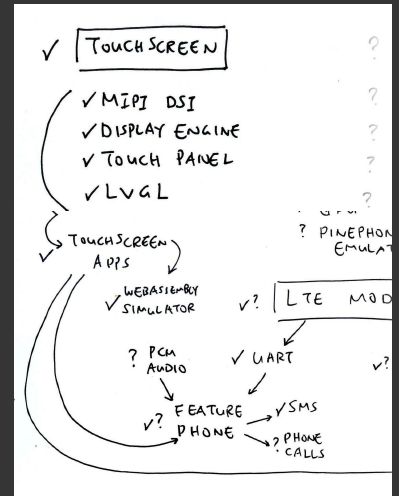 ✓ TOUCHSCREEN
?
✓ MIPI DSI
?
✓ DISPLAY ENGINE
?
✓ TOUCH PANEL
?
✓ LVGL
?
? PINEPHON
EMULAT
✓ TOUCHSCREEN
APPS
✓ WEBASSEMBLY
SIMULATOR
✓? LTE MOD
? PCM
AUDIO
✓ UART
✓?
✓? FEATURE
PHONE
✓ SMS
? PHONE
CALLS